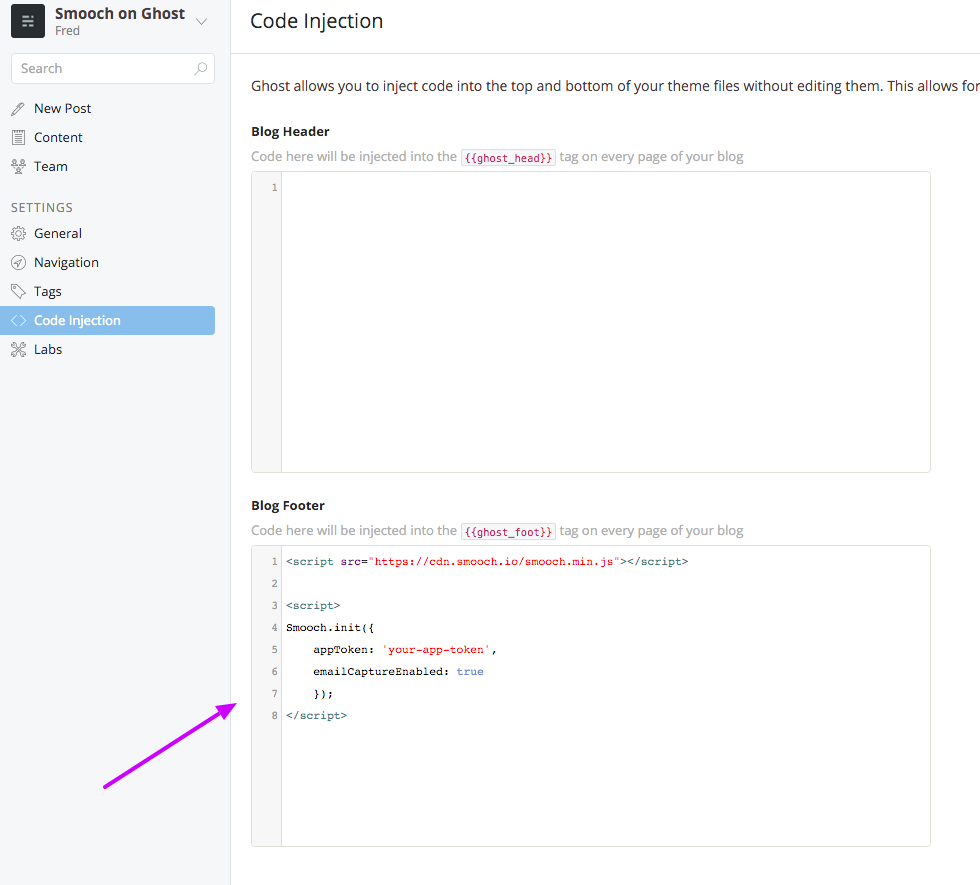 Smooch on Ghost
Fred
Search
New Post
Content
Team
SETTINGS
General
Navigation
Tags
Code Injection
Labs
Code Injection
Ghost allows you to inject code into the top and bottom of your theme files without editing them. This allows for
Blog Header
Code here will be injected into the {{ghost_head}} tag on every page of your blog
1
Blog Footer
Code here will be injected into the {{ghost_foot}} tag on every page of your blog
1 <script src="https://cdn.smooch.io/smooch.min.js"></script>
2
3 <script>
4 Smooch.init({
5     appToken: 'your-app-token',
6     emailCaptureEnabled: true
7     });
8 </script>